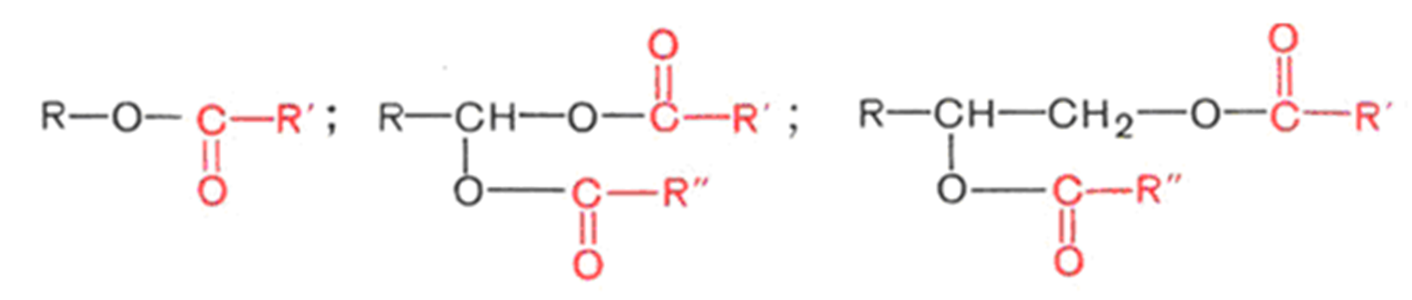 O O
R—O—C—R′; R—CH—O—C—R′; R—CH—CH₂—O—C—R′
O O—C—R″ O—C—R″
O O